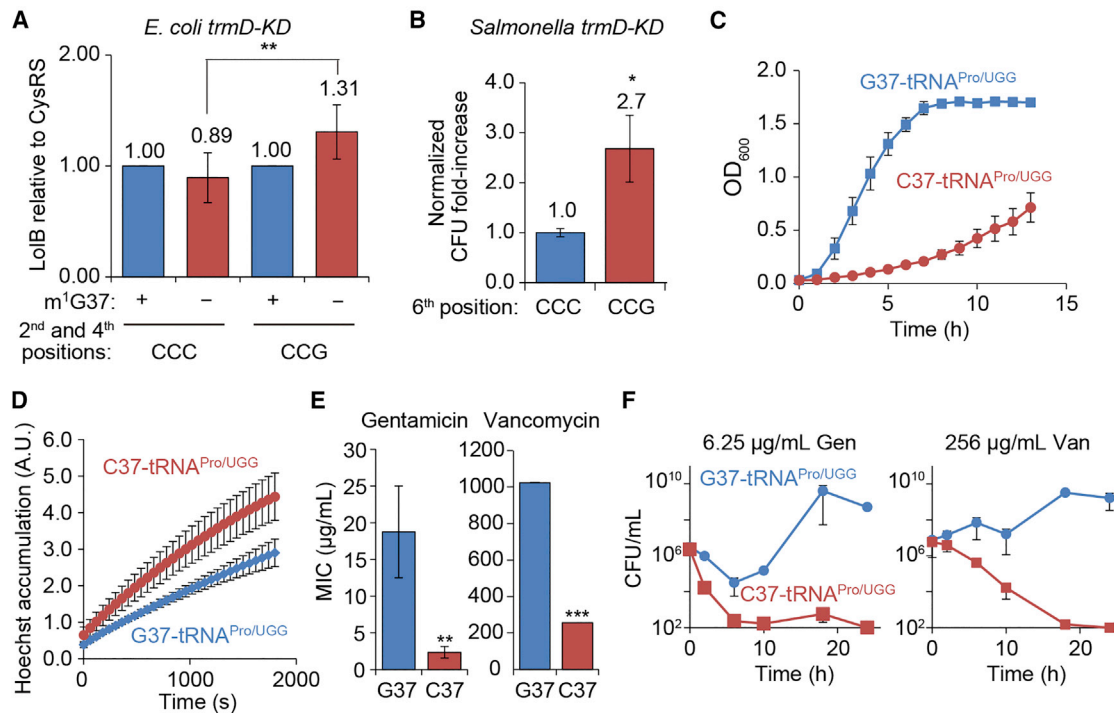 A
E. coli trmD-KD
LolB relative to CysRS
2.00
1.00
0.00
**
1.00
0.89
1.00
1.31
m¹G37:
+
−
+
−
2nd and 4th
positions:
CCC
CCG
B
Salmonella trmD-KD
Normalized
CFU fold-increase
4.0
3.0
2.0
1.0
0.0
1.0
*
2.7
6th position:
CCC
CCG
C
OD600
2.0
1.5
1.0
0.5
0.0
G37-tRNAPro/UGG
C37-tRNAPro/UGG
0
5
10
15
Time (h)
D
Hoechst accumulation (A.U.)
6.0
5.0
4.0
3.0
2.0
1.0
0.0
C37-tRNAPro/UGG
G37-tRNAPro/UGG
0
1000
2000
Time (s)
E
Gentamicin
Vancomycin
MIC (µg/mL)
30
25
20
15
10
5
0
**
G37
C37
1200
1000
800
600
400
200
0
***
G37
C37
F
6.25 µg/mL Gen
256 µg/mL Van
CFU/mL
10¹⁰
10⁶
10²
G37-tRNAPro/UGG
C37-tRNAPro/UGG
0
10
20
Time (h)
10¹⁰
10⁶
10²
0
10
20
Time (h)